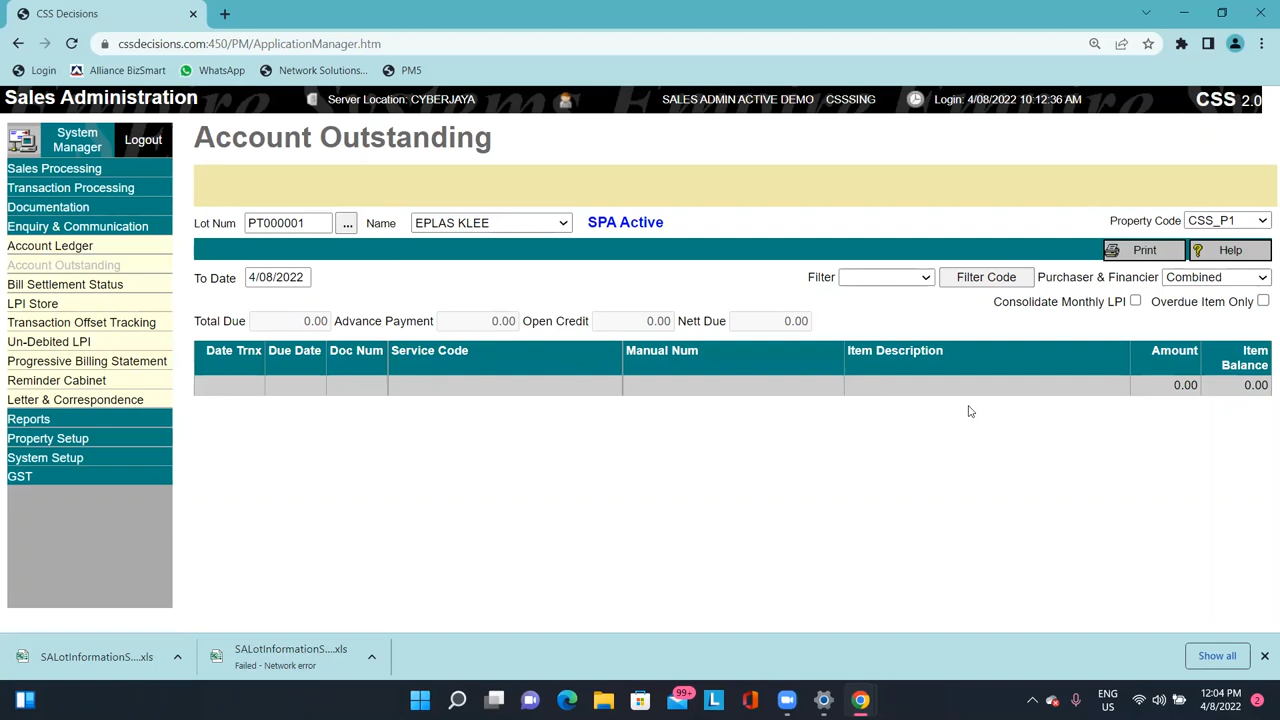 CSS Decisions
cssdecisions.com:450/PM/ApplicationManager.htm
Login
Alliance BizSmart
WhatsApp
Network Solutions...
PM5
Sales Administration
Server Location: CYBERJAYA
SALES ADMIN ACTIVE DEMO
CSSSING
Login: 4/08/2022 10:12:36 AM
CSS 2.0
System Manager
Logout
Sales Processing
Transaction Processing
Documentation
Enquiry & Communication
Account Ledger
Account Outstanding
Bill Settlement Status
LPI Store
Transaction Offset Tracking
Un-Debited LPI
Progressive Billing Statement
Reminder Cabinet
Letter & Correspondence
Reports
Property Setup
System Setup
GST
Account Outstanding
Lot Num PT000001 ... Name EPLAS KLEE SPA Active Property Code CSS_P1
Print Help
To Date 4/08/2022 Filter Filter Code Purchaser & Financier Combined
Consolidate Monthly LPI Overdue Item Only
Total Due 0.00 Advance Payment 0.00 Open Credit 0.00 Nett Due 0.00
Date Trnx Due Date Doc Num Service Code Manual Num Item Description Amount Item Balance
0.00 0.00
SALotInformationS....xls
SALotInformationS....xls
Failed - Network error
Show all
99+
ENG
US
12:04 PM
4/8/2022
2